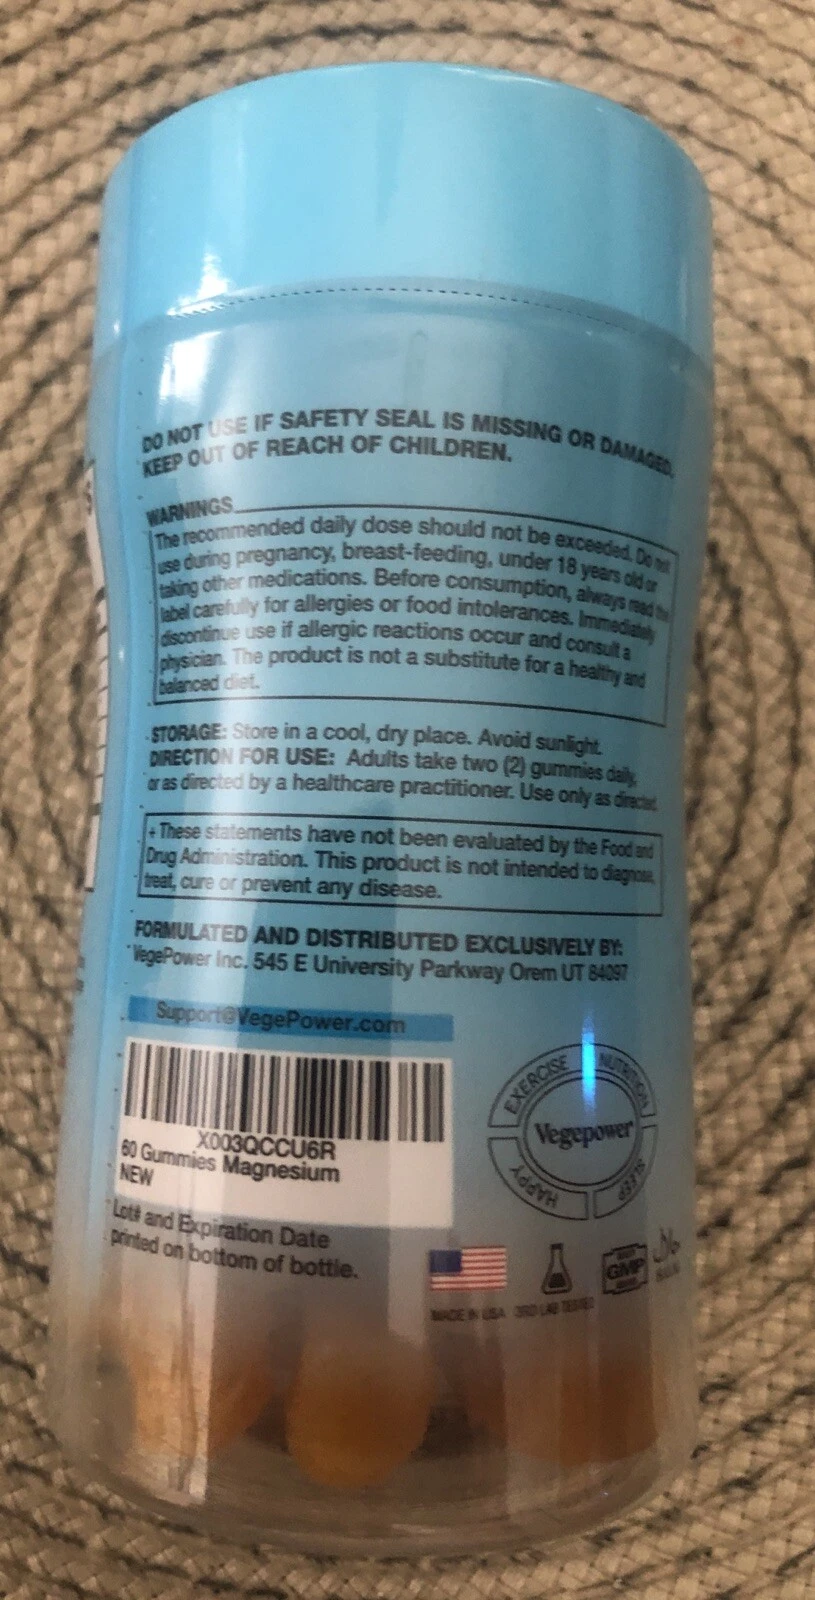 DO NOT USE IF SAFETY SEAL IS MISSING OR DAMAGED.
KEEP OUT OF REACH OF CHILDREN.
WARNINGS
The recommended daily dose should not be exceeded. Do not
use during pregnancy, breast-feeding, under 18 years old or
taking other medications. Before consumption, always read the
label carefully for allergies or food intolerances. Immediately
discontinue use if allergic reactions occur and consult a
physician. The product is not a substitute for a healthy and
balanced diet.
STORAGE: Store in a cool, dry place. Avoid sunlight.
DIRECTION FOR USE: Adults take two (2) gummies daily,
or as directed by a healthcare practitioner. Use only as directed.
+ These statements have not been evaluated by the Food and
Drug Administration. This product is not intended to diagnose,
treat, cure or prevent any disease.
FORMULATED AND DISTRIBUTED EXCLUSIVELY BY:
VegePower Inc. 545 E University Parkway Orem UT 84097
Support@VegePower.com
X003QCCU6R
60 Gummies Magnesium
NEW
EXERCISE NUTRITION
Vegepower
HAPPY SLEEP
Lot# and Expiration Date
printed on bottom of bottle.
GMP
MADE IN USA 3RD LAB TESTED